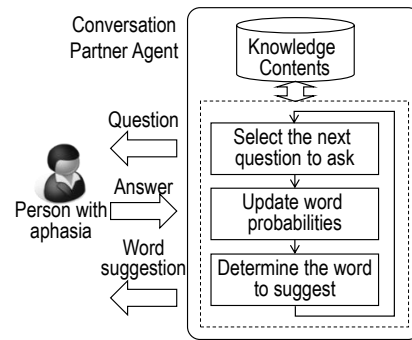 Conversation
Partner Agent
Knowledge
Contents
Question
Select the next
question to ask
Answer
Person with
aphasia
Update word
probabilities
Word
suggestion
Determine the word
to suggest